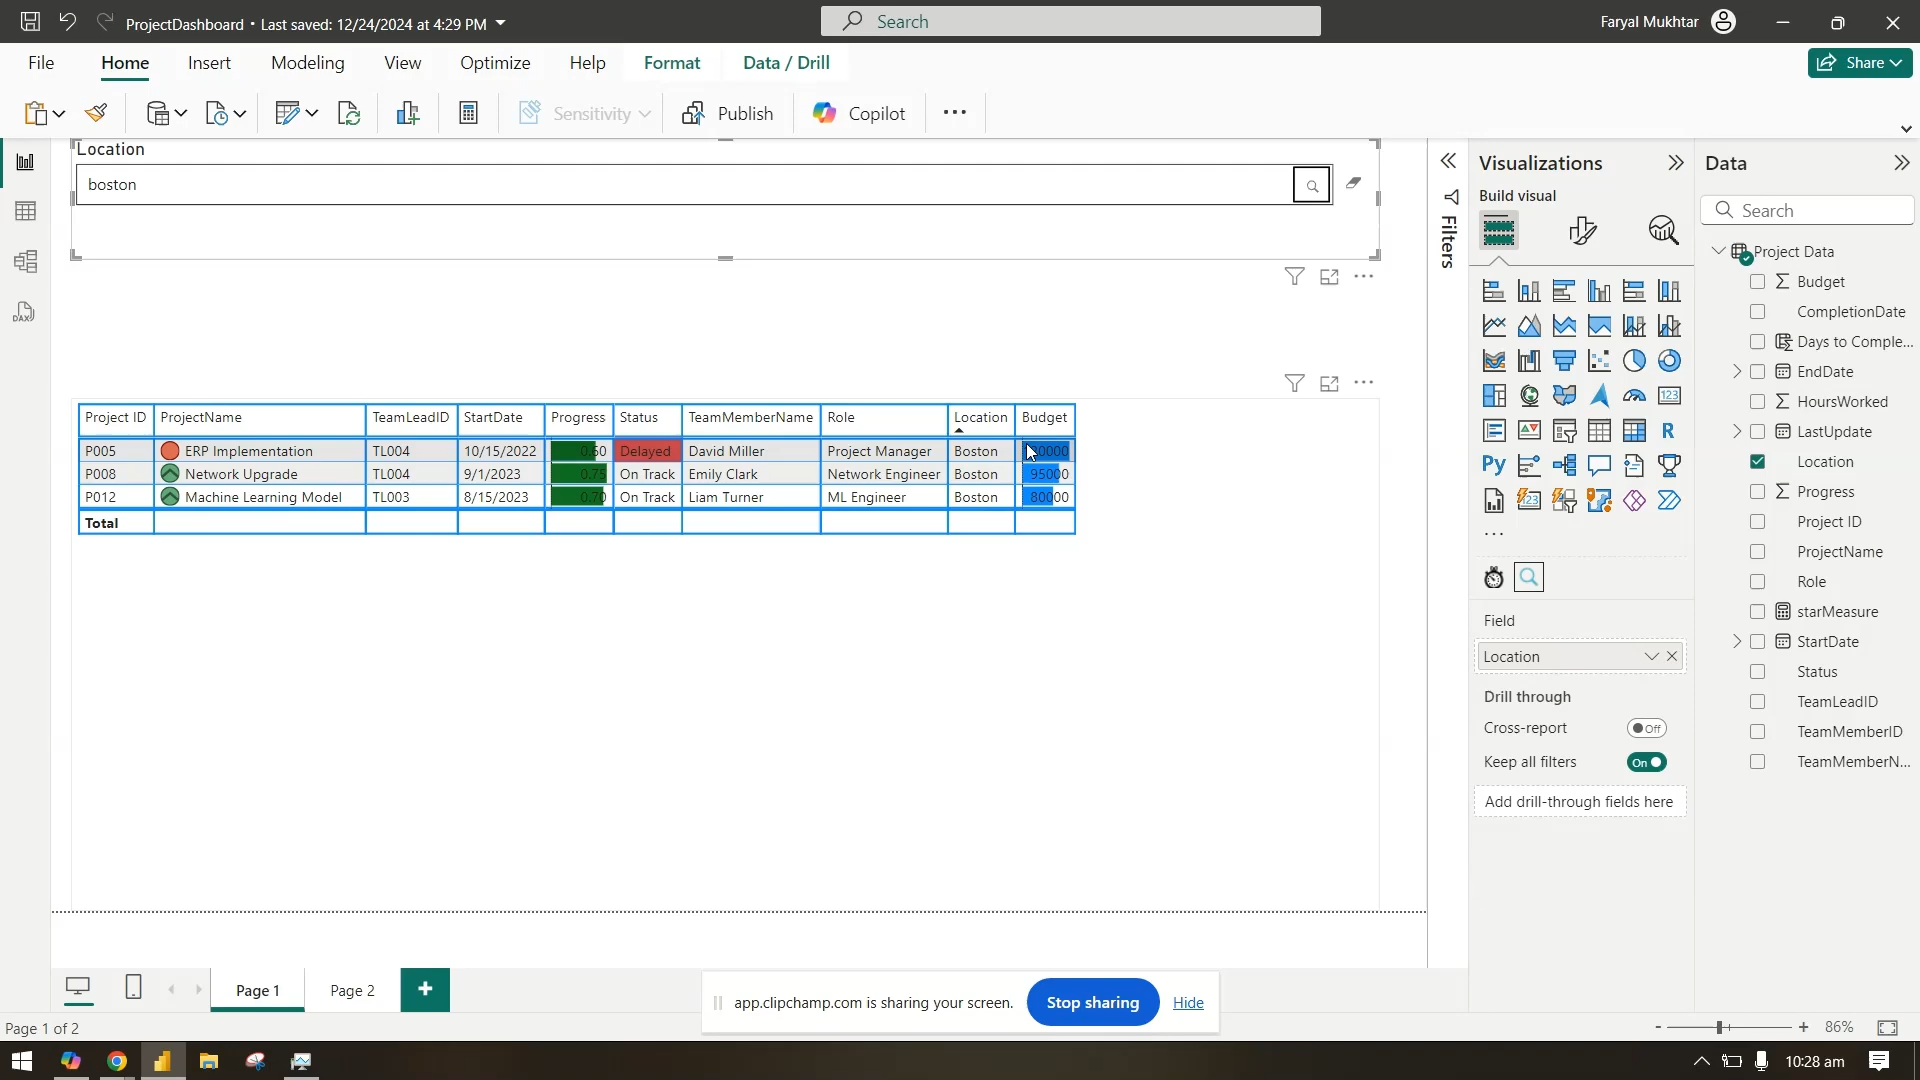 ProjectDashboard • Last saved: 12/24/2024 at 4:29 PM
Search
Faryal Mukhtar
File
Home
Insert
Modeling
View
Optimize
Help
Format
Data / Drill
Share
Sensitivity
Publish
Copilot
Location
boston
Project ID ProjectName TeamLeadID StartDate Progress Status TeamMemberName Role Location Budget
P005 ERP Implementation TL004 10/15/2022 0.60 Delayed David Miller Project Manager Boston
P008 Network Upgrade TL004 9/1/2023 0.75 On Track Emily Clark Network Engineer Boston 95000
P012 Machine Learning Model TL003 8/15/2023 0.70 On Track Liam Turner ML Engineer Boston 80000
Total
Filters
Visualizations
Build visual
R
Py
123
123
DAX
Field
Location
Drill through
Cross-report
Off
Keep all filters
On
Add drill-through fields here
Data
Search
Project Data
Budget
CompletionDate
Days to Comple...
EndDate
HoursWorked
LastUpdate
Location
Progress
Project ID
ProjectName
Role
starMeasure
StartDate
Status
TeamLeadID
TeamMemberID
TeamMemberN...
Page 1
Page 2
app.clipchamp.com is sharing your screen.
Stop sharing
Hide
Page 1 of 2
86%
10:28 am